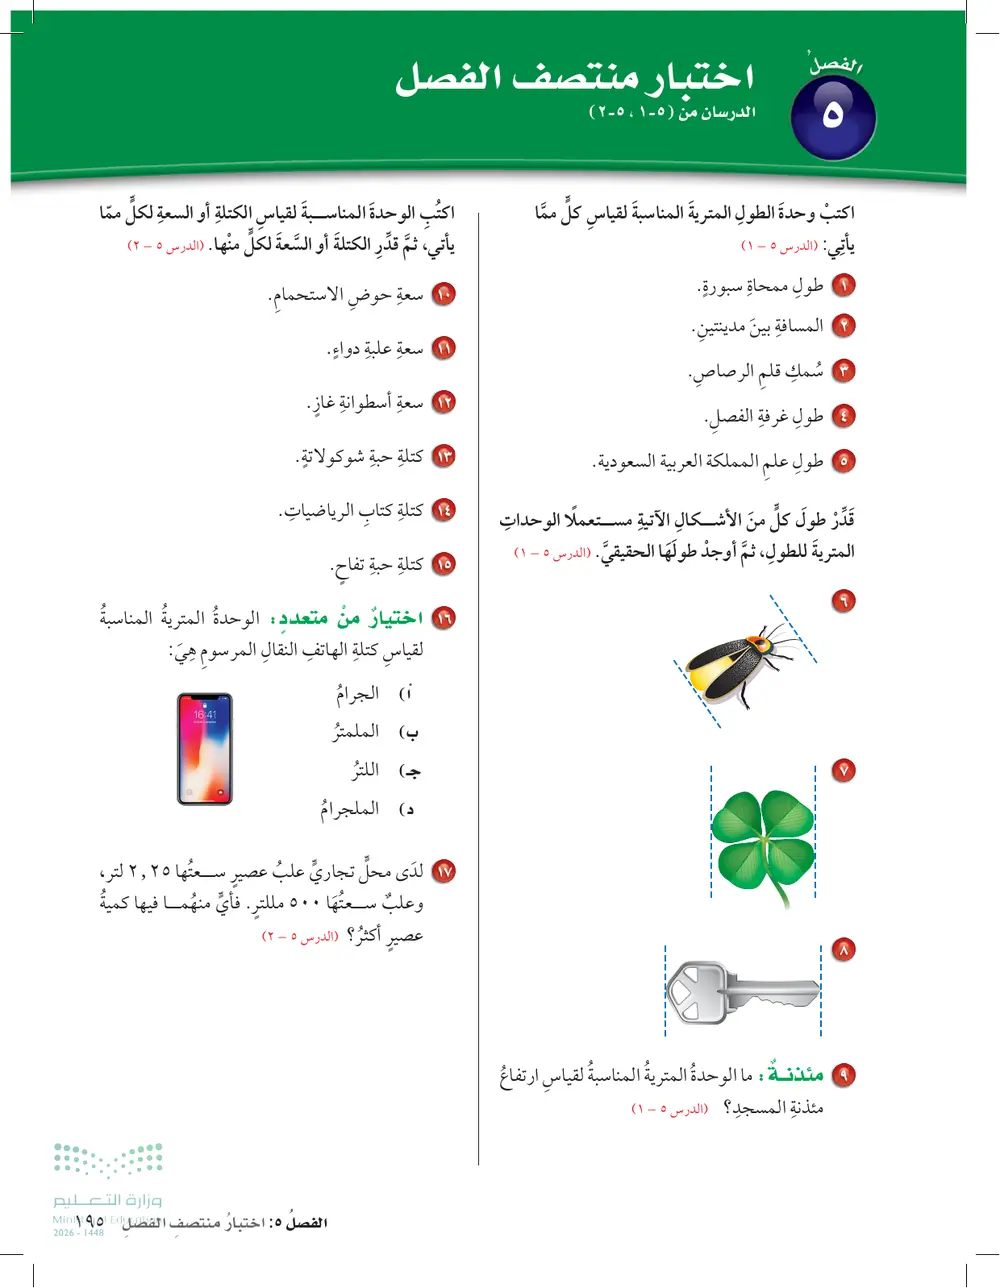 الفصل
٥
اختبار منتصف الفصل
الدرسان من (٥-١ ، ٥-٢)
اكتبْ وحدةَ الطولِ المتريةَ المناسبةَ لقياسِ كلٍّ ممَّا
يأتِي: (الدرس ٥ – ١)
١ طولِ ممحاةِ سبورةٍ.
٢ المسافةِ بينَ مدينتينِ.
٣ سُمكِ قلمِ الرصاصِ.
٤ طولِ غرفةِ الفصلِ.
٥ طولِ علمِ المملكة العربية السعودية.
قَدِّرْ طولَ كلٍّ منَ الأشكالِ الآتيةِ مستعملًا الوحداتِ
المتريةَ للطولِ، ثمَّ أوجدْ طولَهَا الحقيقيَّ. (الدرس ٥ – ١)
٦
٧
٨
٩ مئذنةٌ: ما الوحدةُ المتريةُ المناسبةُ لقياسِ ارتفاعُ
مئذنةِ المسجدِ؟ (الدرس ٥ – ١)
اكتُبِ الوحدةَ المناسبةَ لقياسِ الكتلةِ أو السعةِ لكلٍّ ممّا
يأتي، ثمَّ قدِّرِ الكتلةَ أو السَّعةَ لكلٍّ منْها. (الدرس ٥ – ٢)
١٠ سعةِ حوضِ الاستحمامِ.
١١ سعةِ علبةِ دواءٍ.
١٢ سعةِ أسطوانةِ غازٍ.
١٣ كتلةِ حبةِ شوكولاتةٍ.
١٤ كتلةِ كتابِ الرياضياتِ.
١٥ كتلةِ حبةِ تفاحٍ.
١٦ اختيارٌ منْ متعددٍ: الوحدةُ المتريةُ المناسبةُ
لقياسِ كتلةِ الهاتفِ النقالِ المرسومِ هِيَ:
أ) الجرامُ
ب) الملمترُ
جـ) اللترُ
د) الملجرامُ
16:41
١٧ لدَى محلٍّ تجاريٍّ علبُ عصيرٍ سعتُها ٢,٢٥ لتر،
وعلبٌ سعتُهَا ٥٠٠ مللترٍ. فأيٌّ منهُما فيها كميةُ
عصيرٍ أكثرُ؟ (الدرس ٥ – ٢)
وزارة التعليم
Ministry of Education
2026 - 1448
الفصلُ ٥: اختبارُ منتصفِ الفصلِ ١٩٥